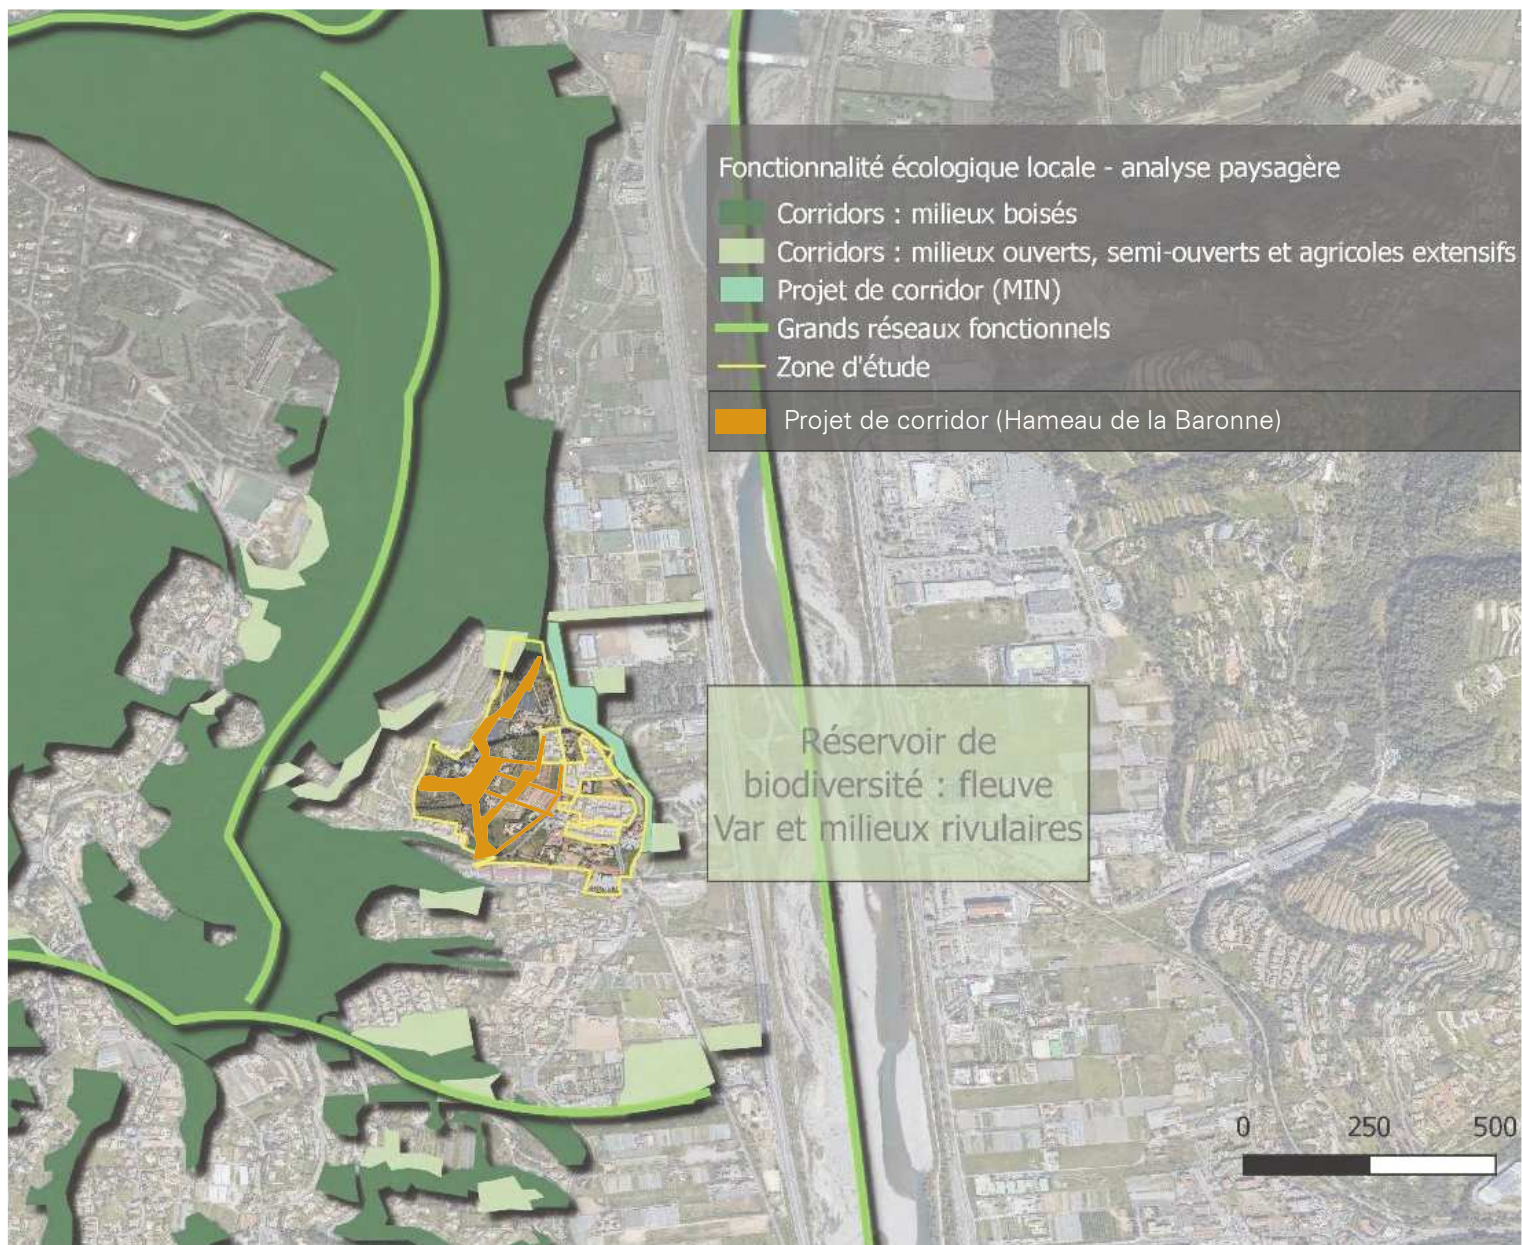 Fonctionnalité écologique locale - analyse paysagère
Corridors : milieux boisés
Corridors : milieux ouverts, semi-ouverts et agricoles extensifs
Projet de corridor (MIN)
Grands réseaux fonctionnels
Zone d'étude
Projet de corridor (Hameau de la Baronne)
Réservoir de
biodiversité : fleuve
Var et milieux rivulaires
0 250 500